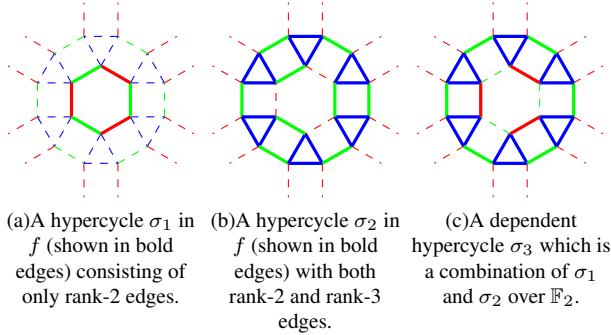 (a)A hypercycle σ₁ in
f (shown in bold
edges) consisting of
only rank-2 edges.
(b)A hypercycle σ₂ in
f (shown in bold
edges) with both
rank-2 and rank-3
edges.
(c)A dependent
hypercycle σ₃ which is
a combination of σ₁
and σ₂ over 𝔽₂.